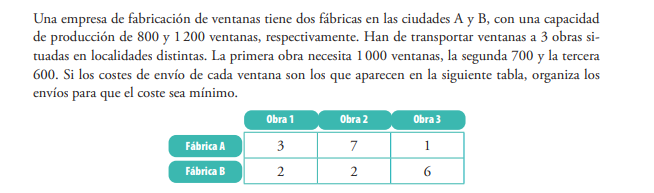 Una empresa de fabricación de ventanas tiene dos fábricas en las ciudades A y B, con una capacidad
de producción de 800 y 1 200 ventanas, respectivamente. Han de transportar ventanas a 3 obras si-
tuadas en localidades distintas. La primera obra necesita 1 000 ventanas, la segunda 700 y la tercera
600. Si los costes de envío de cada ventana son los que aparecen en la siguiente tabla, organiza los
envíos para que el coste sea mínimo.
Obra 1 Obra 2 Obra 3
Fábrica A 3 7 1
Fábrica B 2 2 6